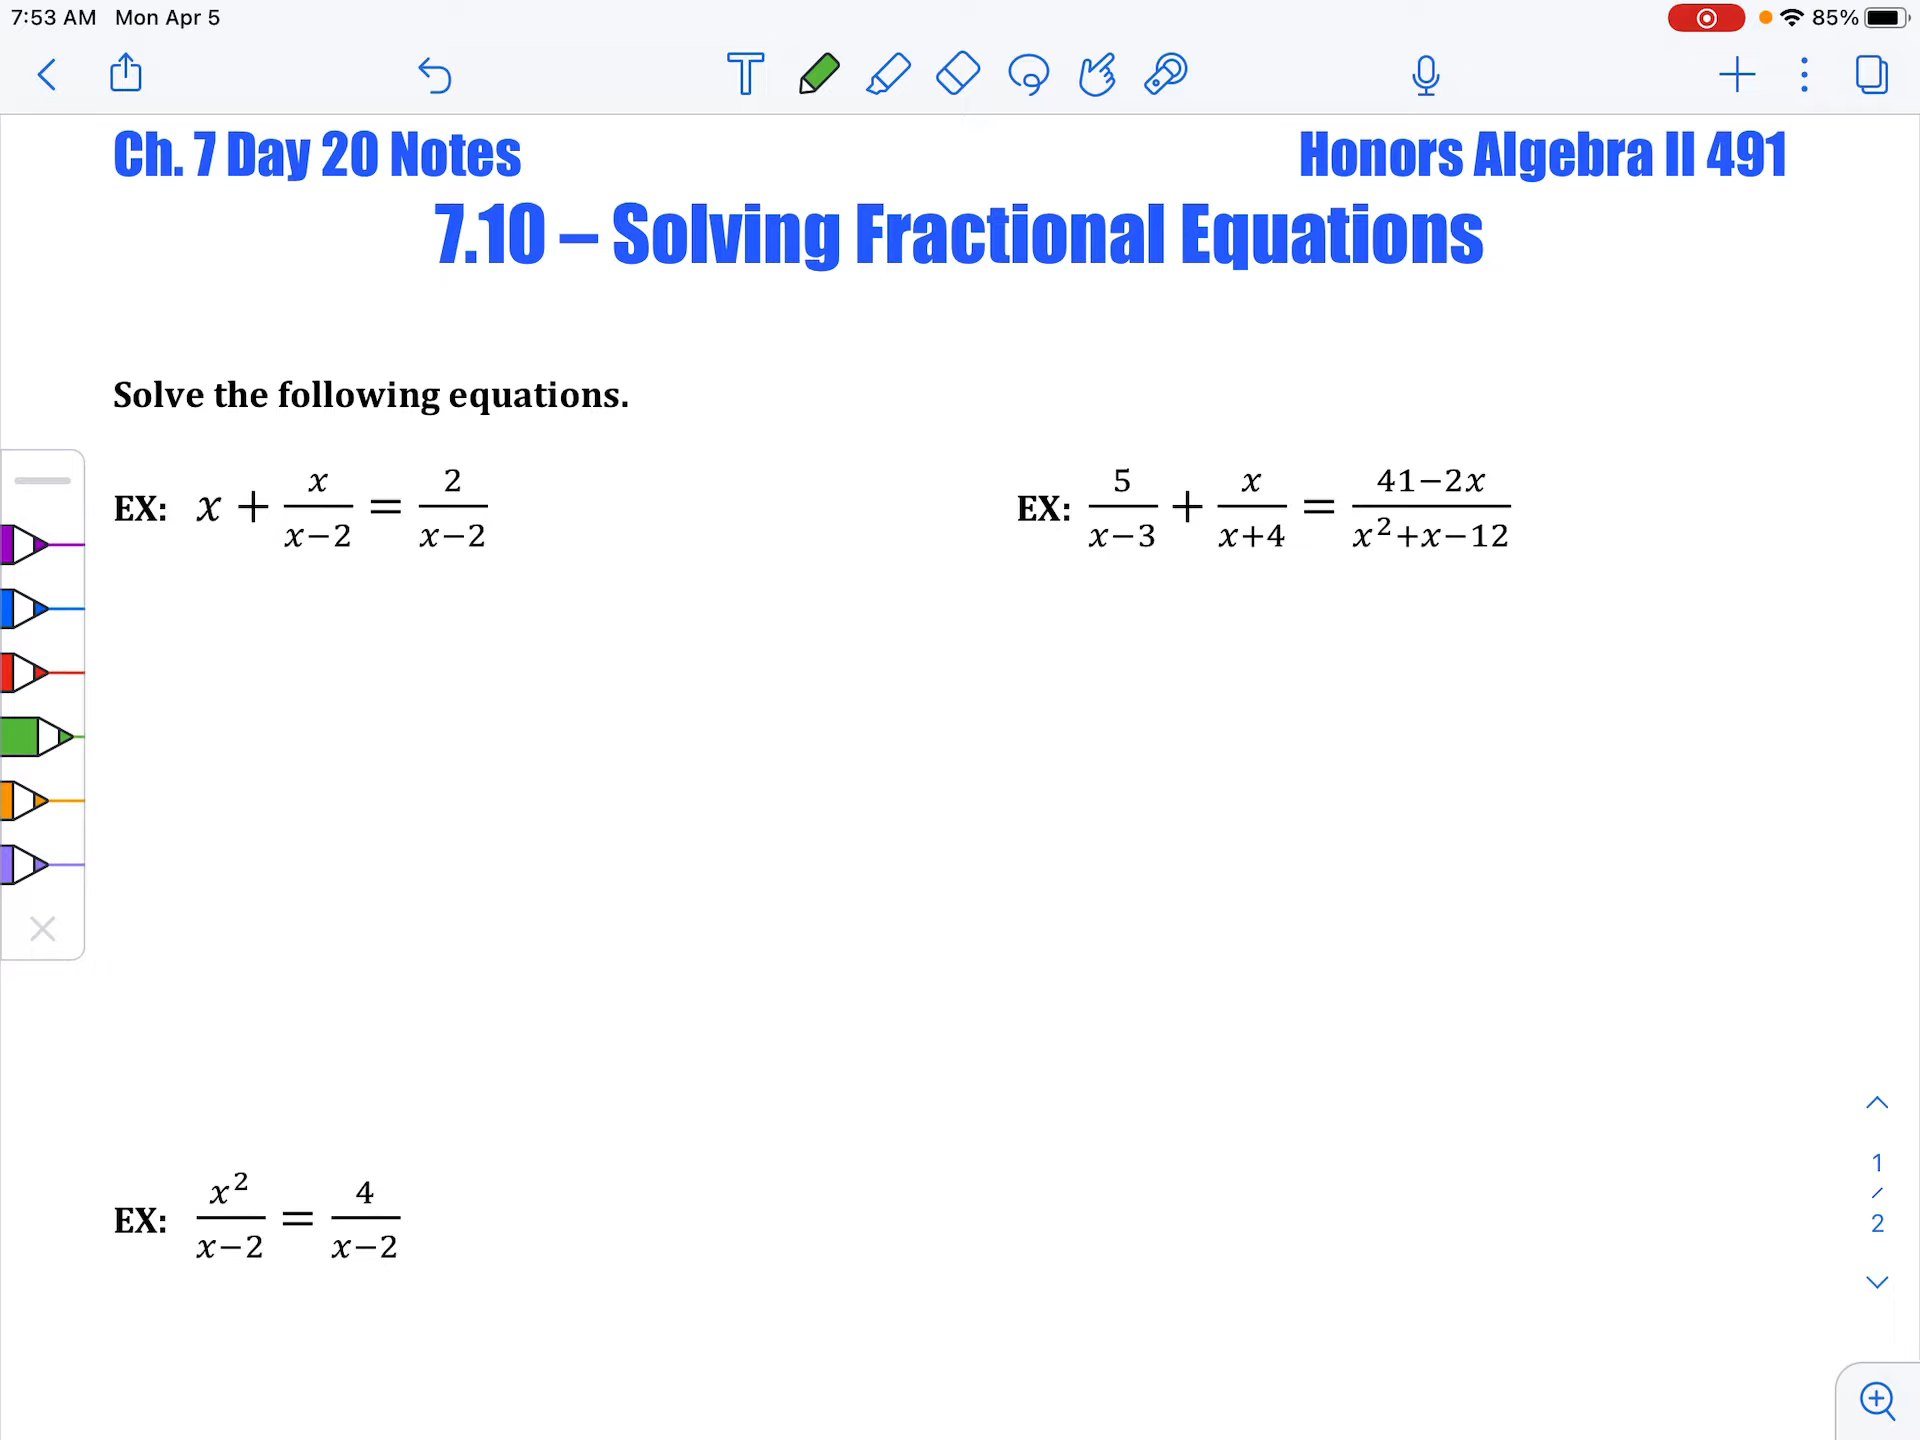 7:53 AM Mon Apr 5
85%
Ch. 7 Day 20 Notes
Honors Algebra II 491
7.10 – Solving Fractional Equations
Solve the following equations.
EX: x + x/(x−2) = 2/(x−2)
EX: 5/(x−3) + x/(x+4) = (41−2x)/(x²+x−12)
EX: x²/(x−2) = 4/(x−2)
1
/
2